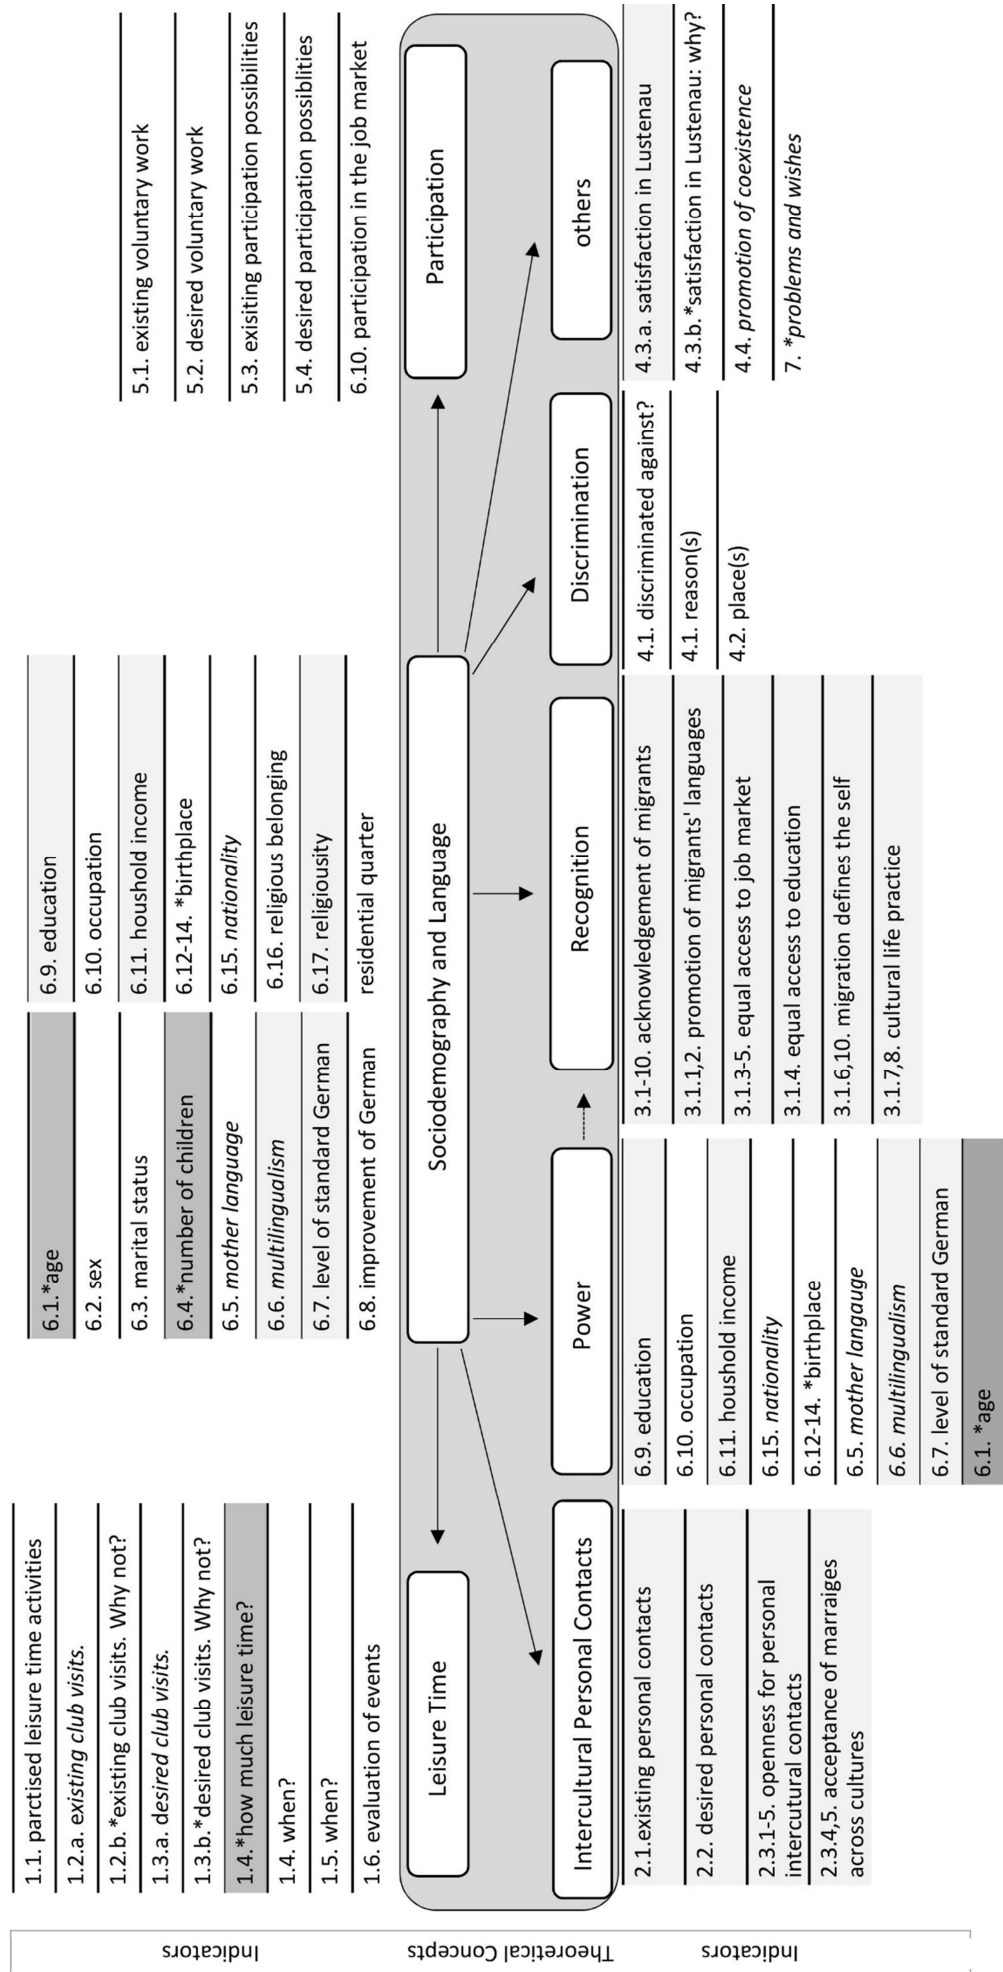 1.1. parctised leisure time activities
1.2.a. existing club visits.
1.2.b.*existing club visits. Why not?
1.3.a. desired club visits.
1.3.b.*desired club visits. Why not?
1.4.*how much leisure time?
1.4. when?
1.5. when?
1.6. evaluation of events
6.1.*age
6.2. sex
6.3. marital status
6.4.*number of children
6.5. mother language
6.6. multilingualism
6.7. level of standard German
6.8. improvement of German
6.9. education
6.10. occupation
6.11. houshold income
6.12-14. *birthplace
6.15. nationality
6.16. religious belonging
6.17. religiousity
residential quarter
5.1. existing voluntary work
5.2. desired voluntary work
5.3. exisiting participation possibilities
5.4. desired participation possiblities
6.10. participation in the job market
Leisure Time
Sociodemography and Language
Participation
Intercultural Personal Contacts
Power
Recognition
Discrimination
others
2.1.existing personal contacts
2.2. desired personal contacts
2.3.1-5. openness for personal
intercutural contacts
2.3.4,5. acceptance of marraiges
across cultures
6.9. education
6.10. occupation
6.11. houshold income
6.15. nationality
6.12-14. *birthplace
6.5. mother langauge
6.6. multilingualism
6.7. level of standard German
6.1. *age
3.1-10. acknowledgement of migrants
3.1.1,2. promotion of migrants' languages
3.1.3-5. equal access to job market
3.1.4. equal access to education
3.1.6,10. migration defines the self
3.1.7,8. cultural life practice
4.1. discriminated against?
4.1. reason(s)
4.2. place(s)
4.3.a. satisfaction in Lustenau
4.3.b.*satisfaction in Lustenau: why?
4.4. promotion of coexistence
7. *problems and wishes
Indicators
Theoretical Concepts
Indicators